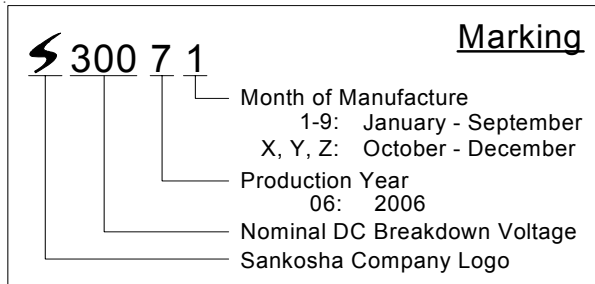 Marking
300 7 1
Month of Manufacture
1-9: January - September
X, Y, Z: October - December
Production Year
06: 2006
Nominal DC Breakdown Voltage
Sankosha Company Logo